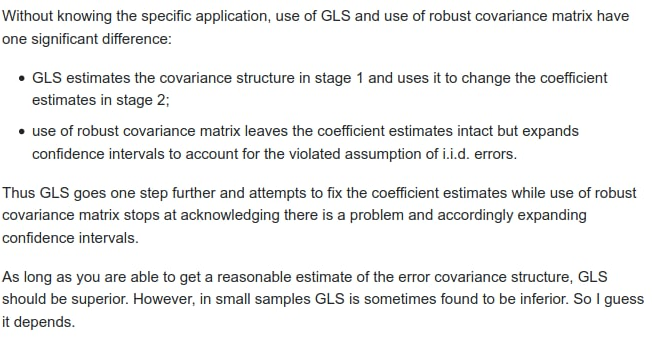 Without knowing the specific application, use of GLS and use of robust covariance matrix have
one significant difference:
• GLS estimates the covariance structure in stage 1 and uses it to change the coefficient
estimates in stage 2;
• use of robust covariance matrix leaves the coefficient estimates intact but expands
confidence intervals to account for the violated assumption of i.i.d. errors.
Thus GLS goes one step further and attempts to fix the coefficient estimates while use of robust
covariance matrix stops at acknowledging there is a problem and accordingly expanding
confidence intervals.
As long as you are able to get a reasonable estimate of the error covariance structure, GLS
should be superior. However, in small samples GLS is sometimes found to be inferior. So I guess
it depends.